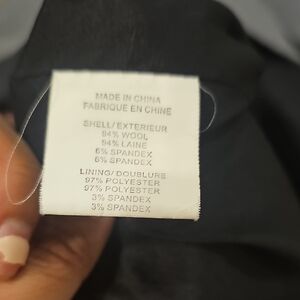 MADE IN CHINA
FABRIQUE EN CHINE
SHELL/EXTERIEUR
94% WOOL
94% LAINE
6% SPANDEX
6% SPANDEX
LINING/DOUBLURE
97% POLYESTER
97% POLYESTER
3% SPANDEX
3% SPANDEX